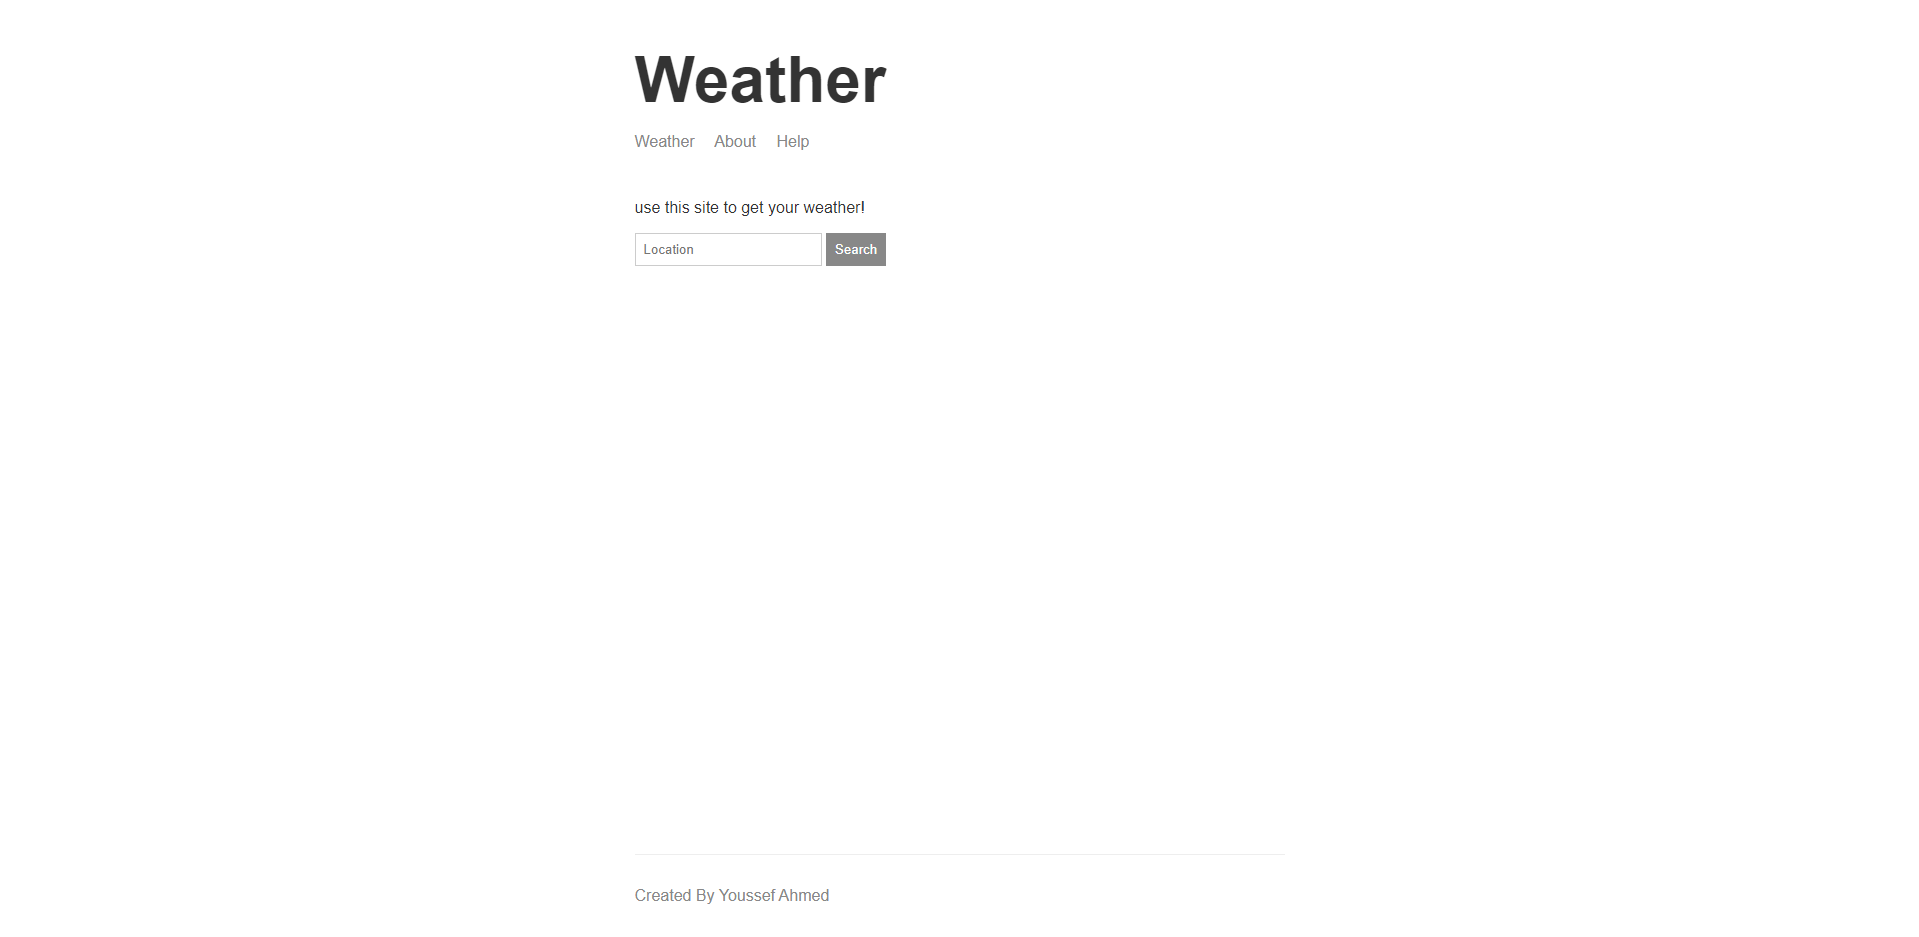 Weather
Weather About Help
use this site to get your weather!
Location Search
Created By Youssef Ahmed